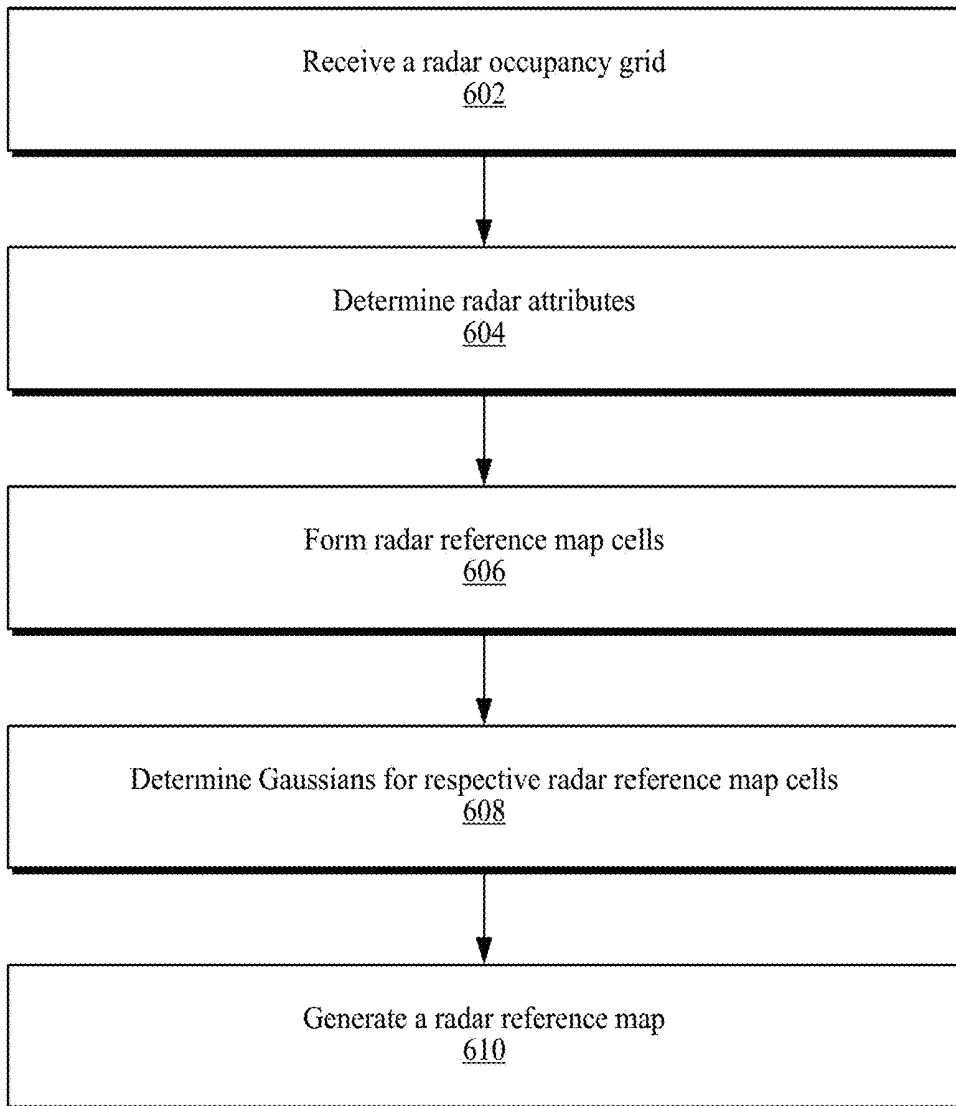 Receive a radar occupancy grid
602
Determine radar attributes
604
Form radar reference map cells
606
Determine Gaussians for respective radar reference map cells
608
Generate a radar reference map
610